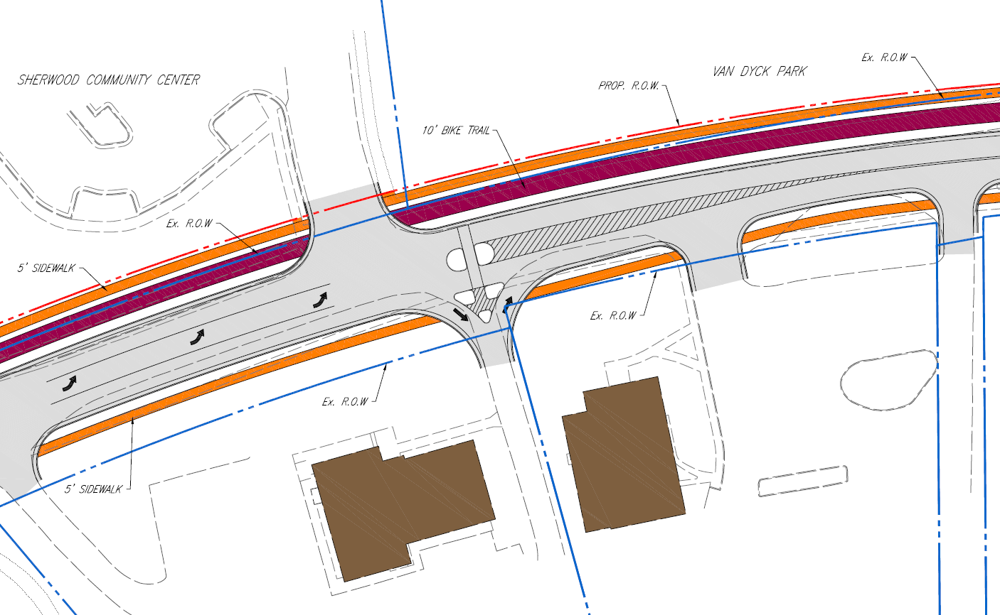 Ex. R.O.W
VAN DYCK PARK
SHERWOOD COMMUNITY CENTER
PROP. R.O.W.
10' BIKE TRAIL
Ex. R.O.W
5' SIDEWALK
Ex. R.O.W
Ex. R.O.W
5' SIDEWALK